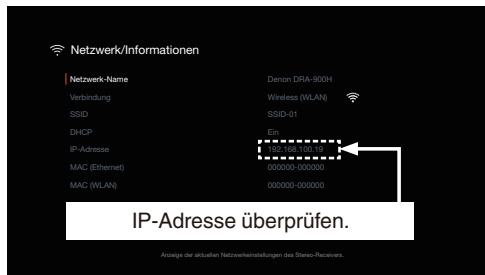 Netzwerk/Informationen
Netzwerk-Name Denon DRA-900H
Verbindung Wireless (WLAN)
SSID SSID-01
DHCP Ein
IP-Adresse 192.168.100.19
MAC (Ethernet) 000000-000000
MAC (WLAN) 000000-000000
IP-Adresse überprüfen.
Anzeige der aktuellen Netzwerkeinstellungen des Stereo-Receivers.